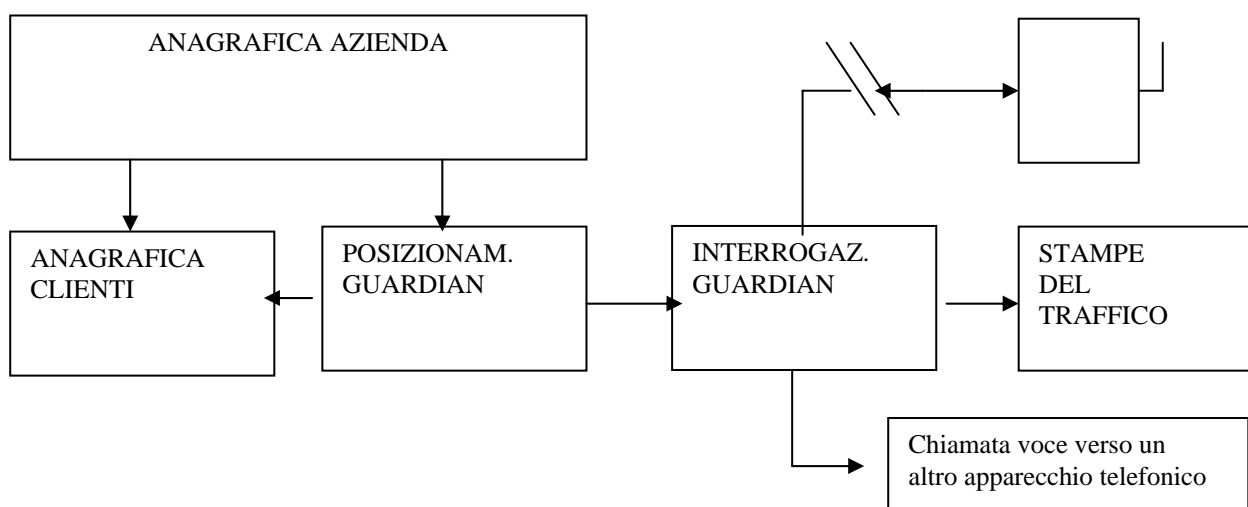 ANAGRAFICA AZIENDA
ANAGRAFICA
CLIENTI
POSIZIONAM.
GUARDIAN
INTERROGAZ.
GUARDIAN
STAMPE
DEL
TRAFFICO
Chiamata voce verso un
altro apparecchio telefonico